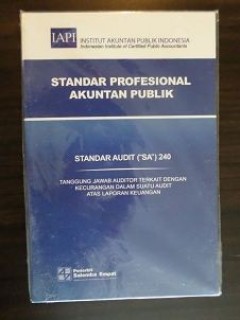 IAPI
INSTITUT AKUNTAN PUBLIK INDONESIA
Indonesian Institute of Certified Public Accountants
STANDAR PROFESIONAL
AKUNTAN PUBLIK
STANDAR AUDIT ("SA") 240
TANGGUNG JAWAB AUDITOR TERKAIT DENGAN
KECURANGAN DALAM SUATU AUDIT
ATAS LAPORAN KEUANGAN
Penerbit
Salemba Empat